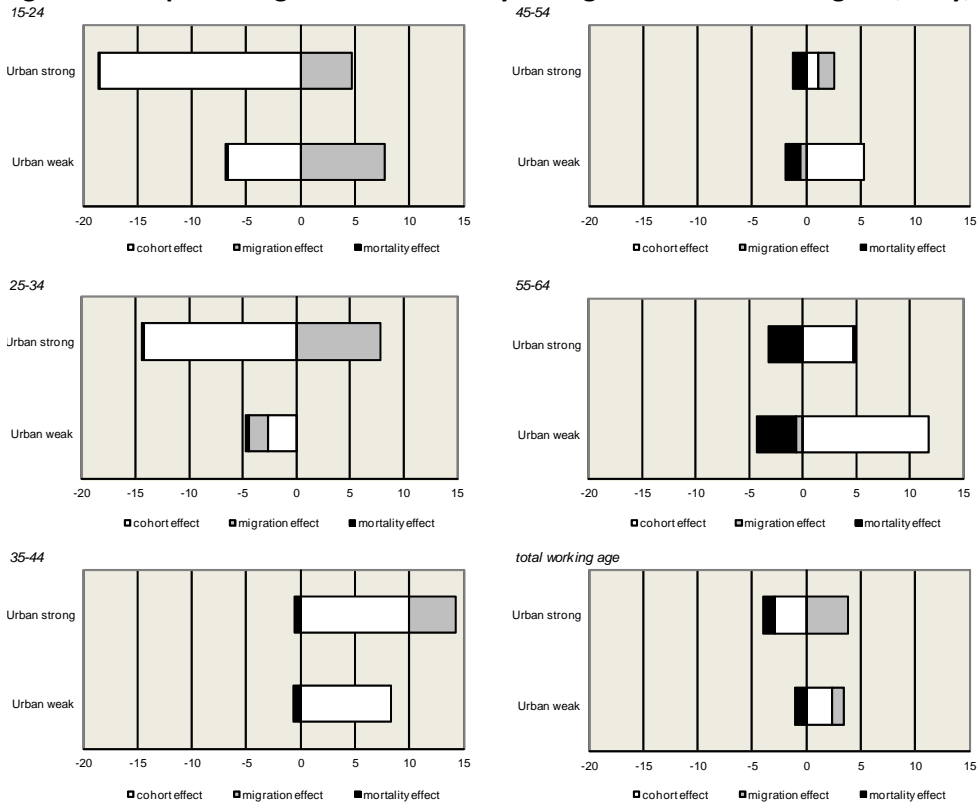 15-24
Urban strong
Urban weak
-20 -15 -10 -5 0 5 10 15
cohort effect migration effect mortality effect
45-54
Urban strong
Urban weak
-20 -15 -10 -5 0 5 10 15
cohort effect migration effect mortality effect
25-34
Urban strong
Urban weak
-20 -15 -10 -5 0 5 10 15
cohort effect migration effect mortality effect
55-64
Urban strong
Urban weak
-20 -15 -10 -5 0 5 10 15
cohort effect migration effect mortality effect
35-44
Urban strong
Urban weak
-20 -15 -10 -5 0 5 10 15
cohort effect migration effect mortality effect
total working age
Urban strong
Urban weak
-20 -15 -10 -5 0 5 10 15
cohort effect migration effect mortality effect